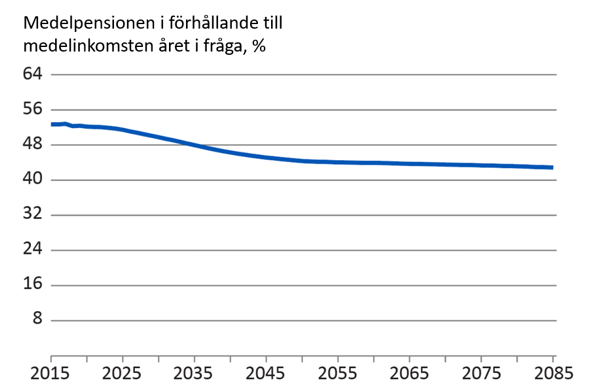 Medelpensionen i förhållande till
medelinkomsten året i fråga, %
64
56
48
40
32
24
16
8
2015 2025 2035 2045 2055 2065 2075 2085